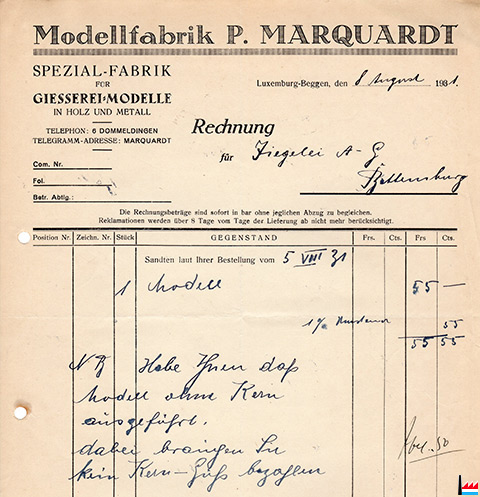 Modellfabrik P. MARQUARDT
SPEZIAL-FABRIK
FÜR
GIESSEREI-MODELLE
IN HOLZ UND METALL
TELEPHON: 6 DOMMELDINGEN
TELEGRAMM-ADRESSE: MARQUARDT
Luxemburg-Beggen, den 8 August 1931.
Rechnung
für Ziegelei A-G
Bettemburg
Com. Nr.
Fol.
Betr. Abtlg.:
Die Rechnungsbeträge sind sofort in bar ohne jeglichen Abzug zu begleichen.
Reklamationen werden über 8 Tage vom Tage der Lieferung ab nicht mehr berücksichtigt.
Position Nr. Zeichn. Nr. Stück GEGENSTAND Frs. Cts. Frs Cts.
Sandten laut Ihrer Bestellung vom 5 VIII 31
1 Modell 55 —
1% 55
55 55
NB Habe Ihnen daß
Modell ohne Kern
ausgeführt.
dabei brauchen Sie
kein Kern-Guß bezahlen